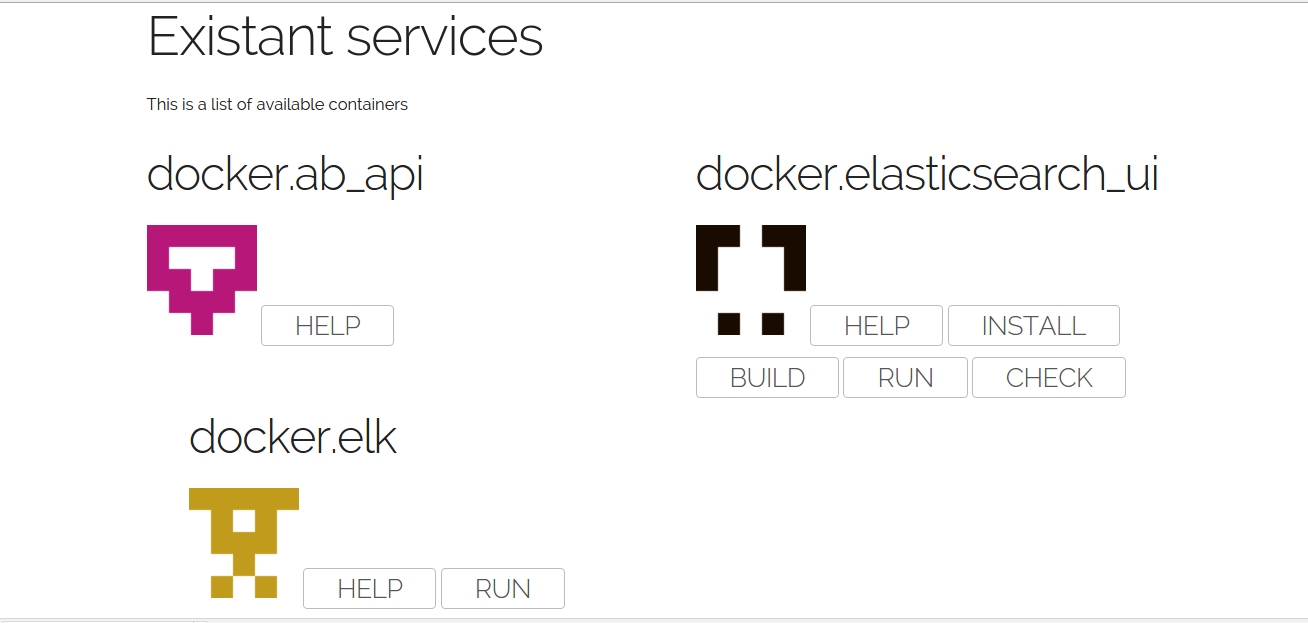 Existant services
This is a list of available containers
docker.ab_api
HELP
docker.elasticsearch_ui
HELP INSTALL
BUILD RUN CHECK
docker.elk
HELP RUN